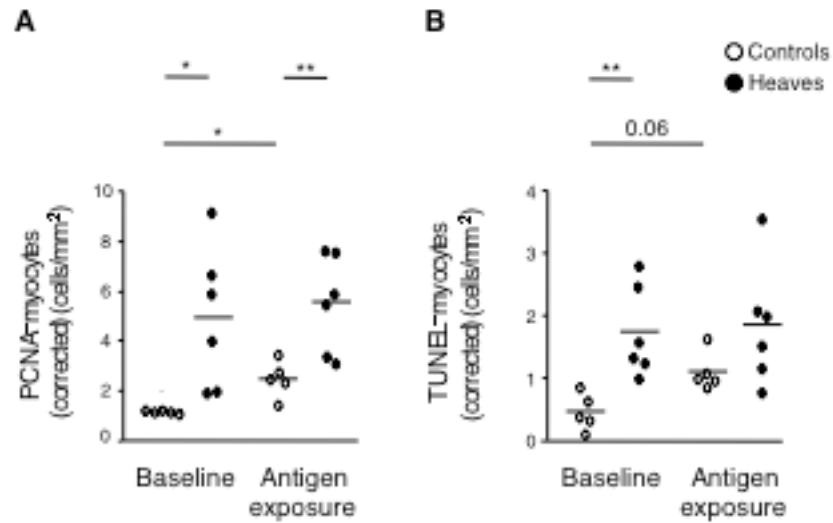 A
B
Controls
Heaves
*
**
*
**
0.06
PCNA-myocytes
(corrected) (cells/mm²)
10
8
6
4
2
0
Baseline
Antigen
exposure
TUNEL-myocytes
(corrected) (cells/mm²)
4
3
2
1
0
Baseline
Antigen
exposure